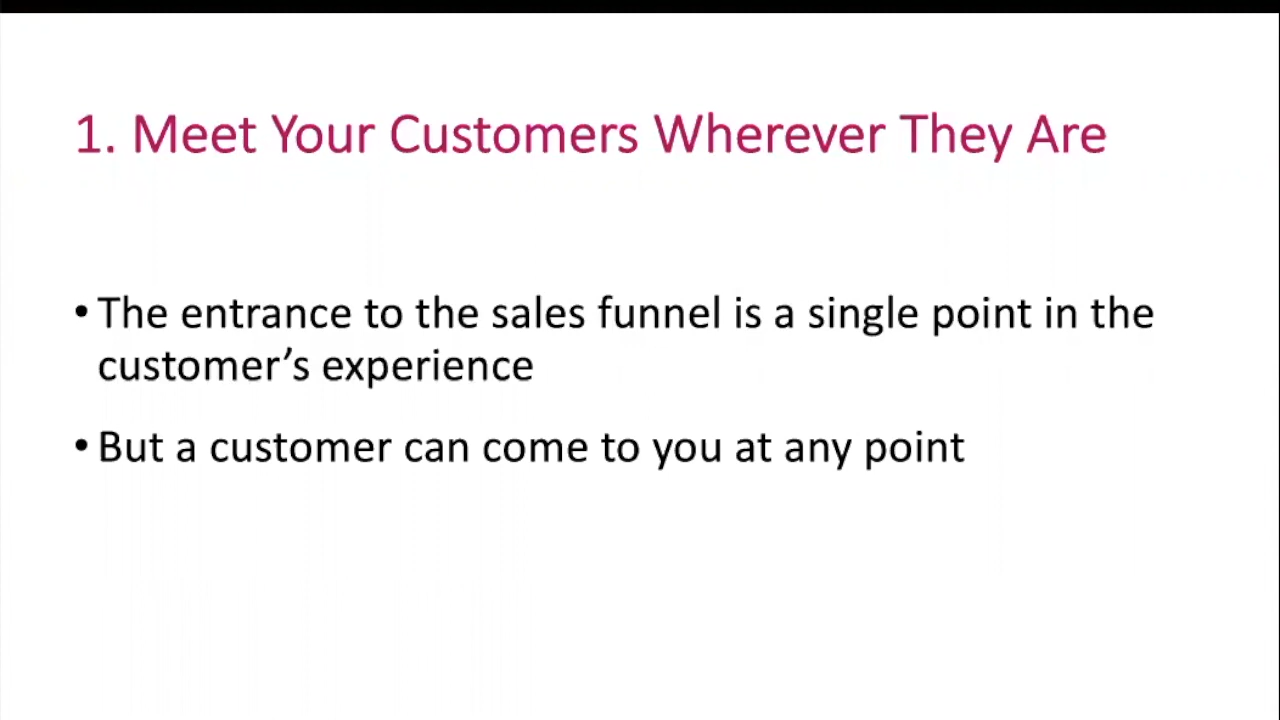 1. Meet Your Customers Wherever They Are
• The entrance to the sales funnel is a single point in the
customer’s experience
• But a customer can come to you at any point